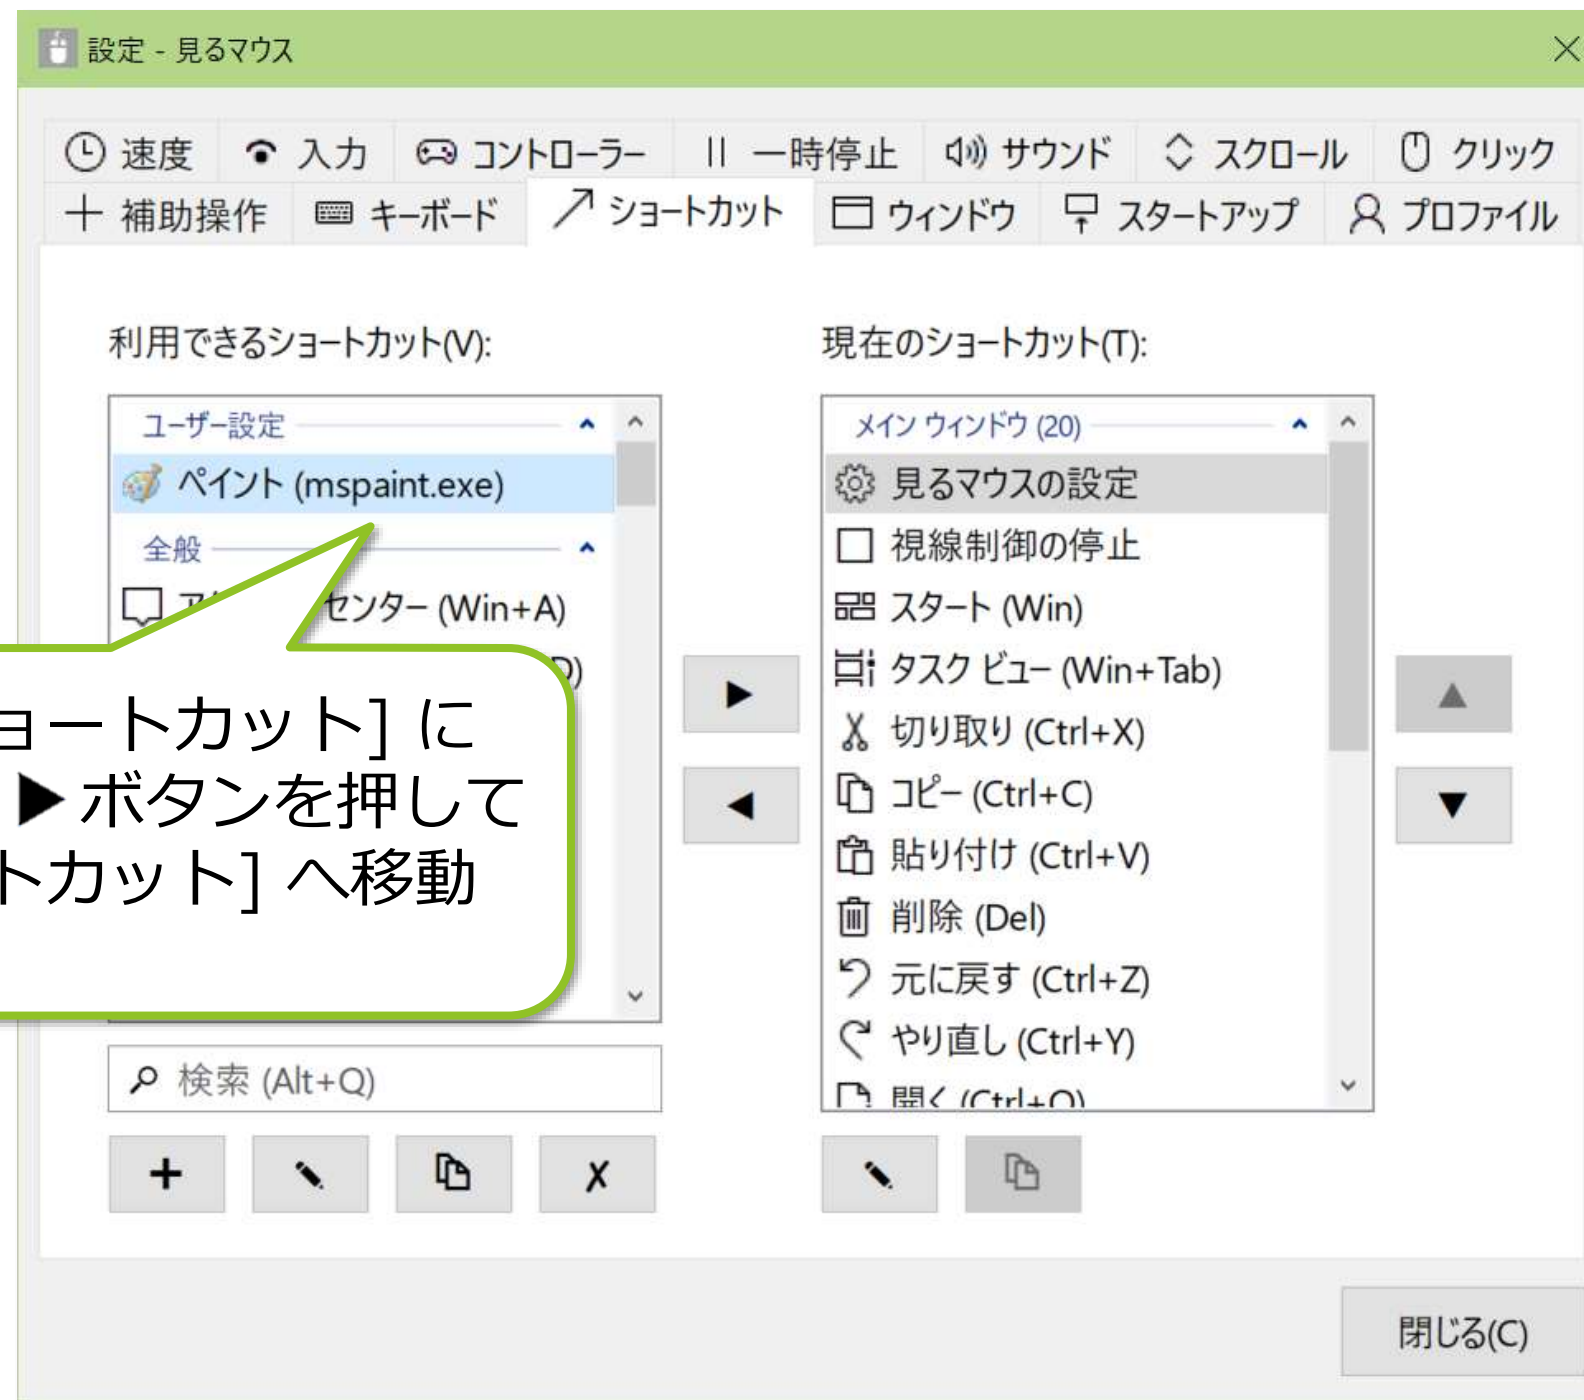 設定 - 見るマウス
速度 入力 コントローラー 一時停止 サウンド スクロール クリック
補助操作 キーボード ショートカット ウィンドウ スタートアップ プロファイル
利用できるショートカット(V):
ユーザー設定
ペイント (mspaint.exe)
全般
センター (Win+A)
ョートカット] に
▶ボタンを押して
トカット] へ移動
検索 (Alt+Q)
現在のショートカット(T):
メイン ウィンドウ (20)
見るマウスの設定
視線制御の停止
スタート (Win)
タスク ビュー (Win+Tab)
切り取り (Ctrl+X)
コピー (Ctrl+C)
貼り付け (Ctrl+V)
削除 (Del)
元に戻す (Ctrl+Z)
やり直し (Ctrl+Y)
開く (Ctrl+O)
閉じる(C)